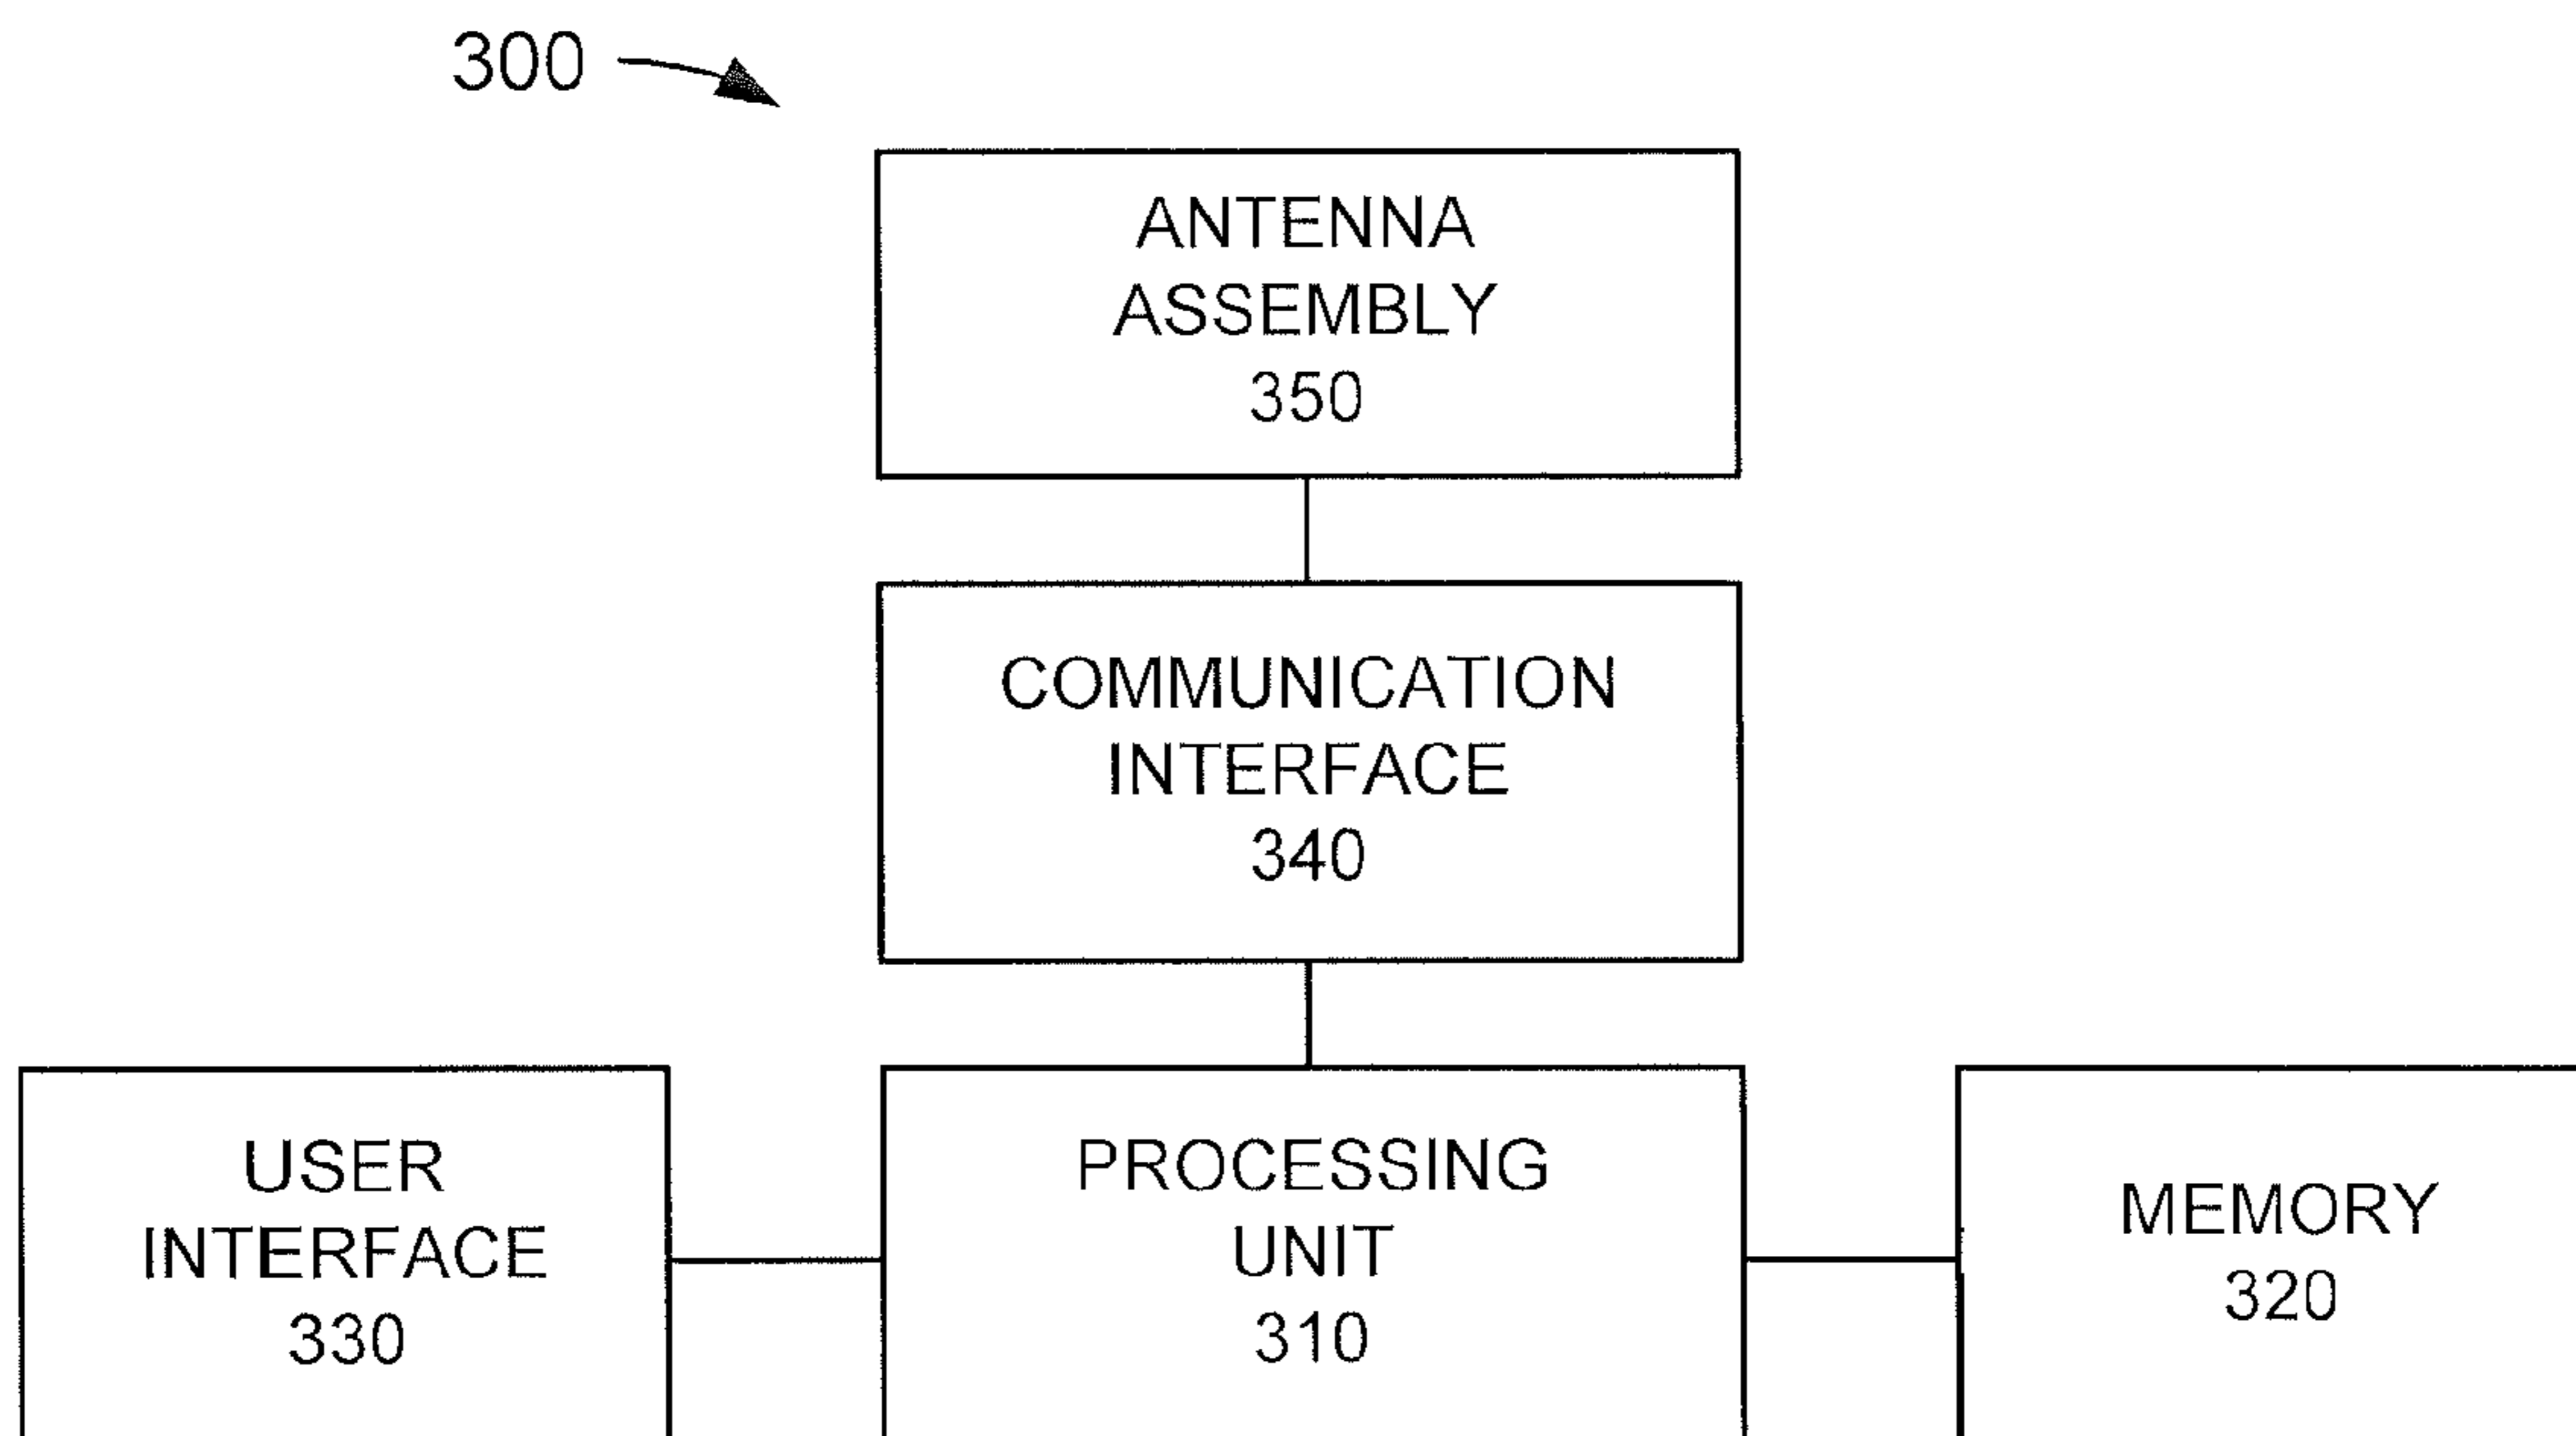 300
ANTENNA
ASSEMBLY
350
COMMUNICATION
INTERFACE
340
USER
INTERFACE
330
PROCESSING
UNIT
310
MEMORY
320